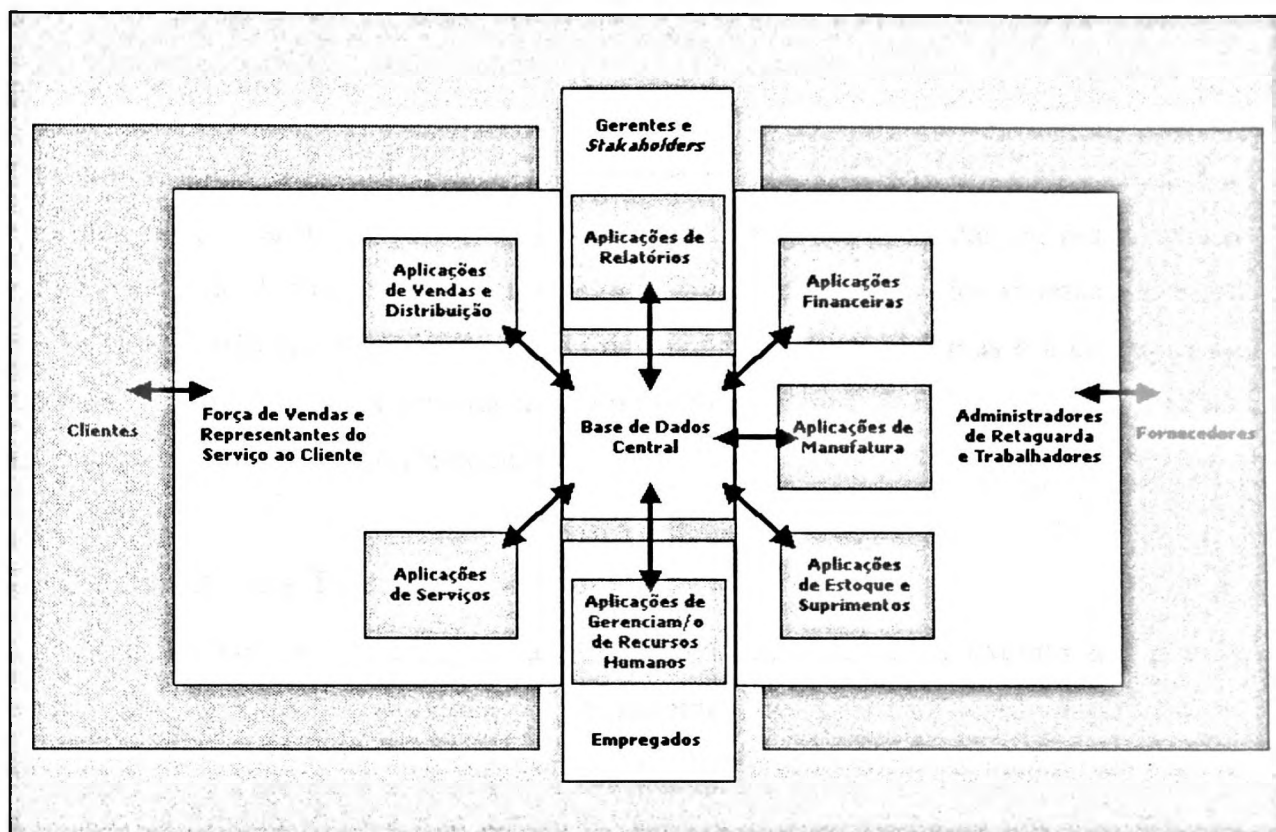 Gerentes e
Stakaholders
Aplicações de
Relatórios
Aplicações
de Vendas e
Distribuição
Aplicações
Financeiras
Clientes
Força de Vendas e
Representantes do
Serviço ao Cliente
Base de Dados
Central
Aplicações de
Manufatura
Administradores
de Retaguarda
e Trabalhadores
Fornecedores
Aplicações
de Serviços
Aplicações de
Gerenciam/o
de Recursos
Humanos
Aplicações
de Estoque e
Suprimentos
Empregados